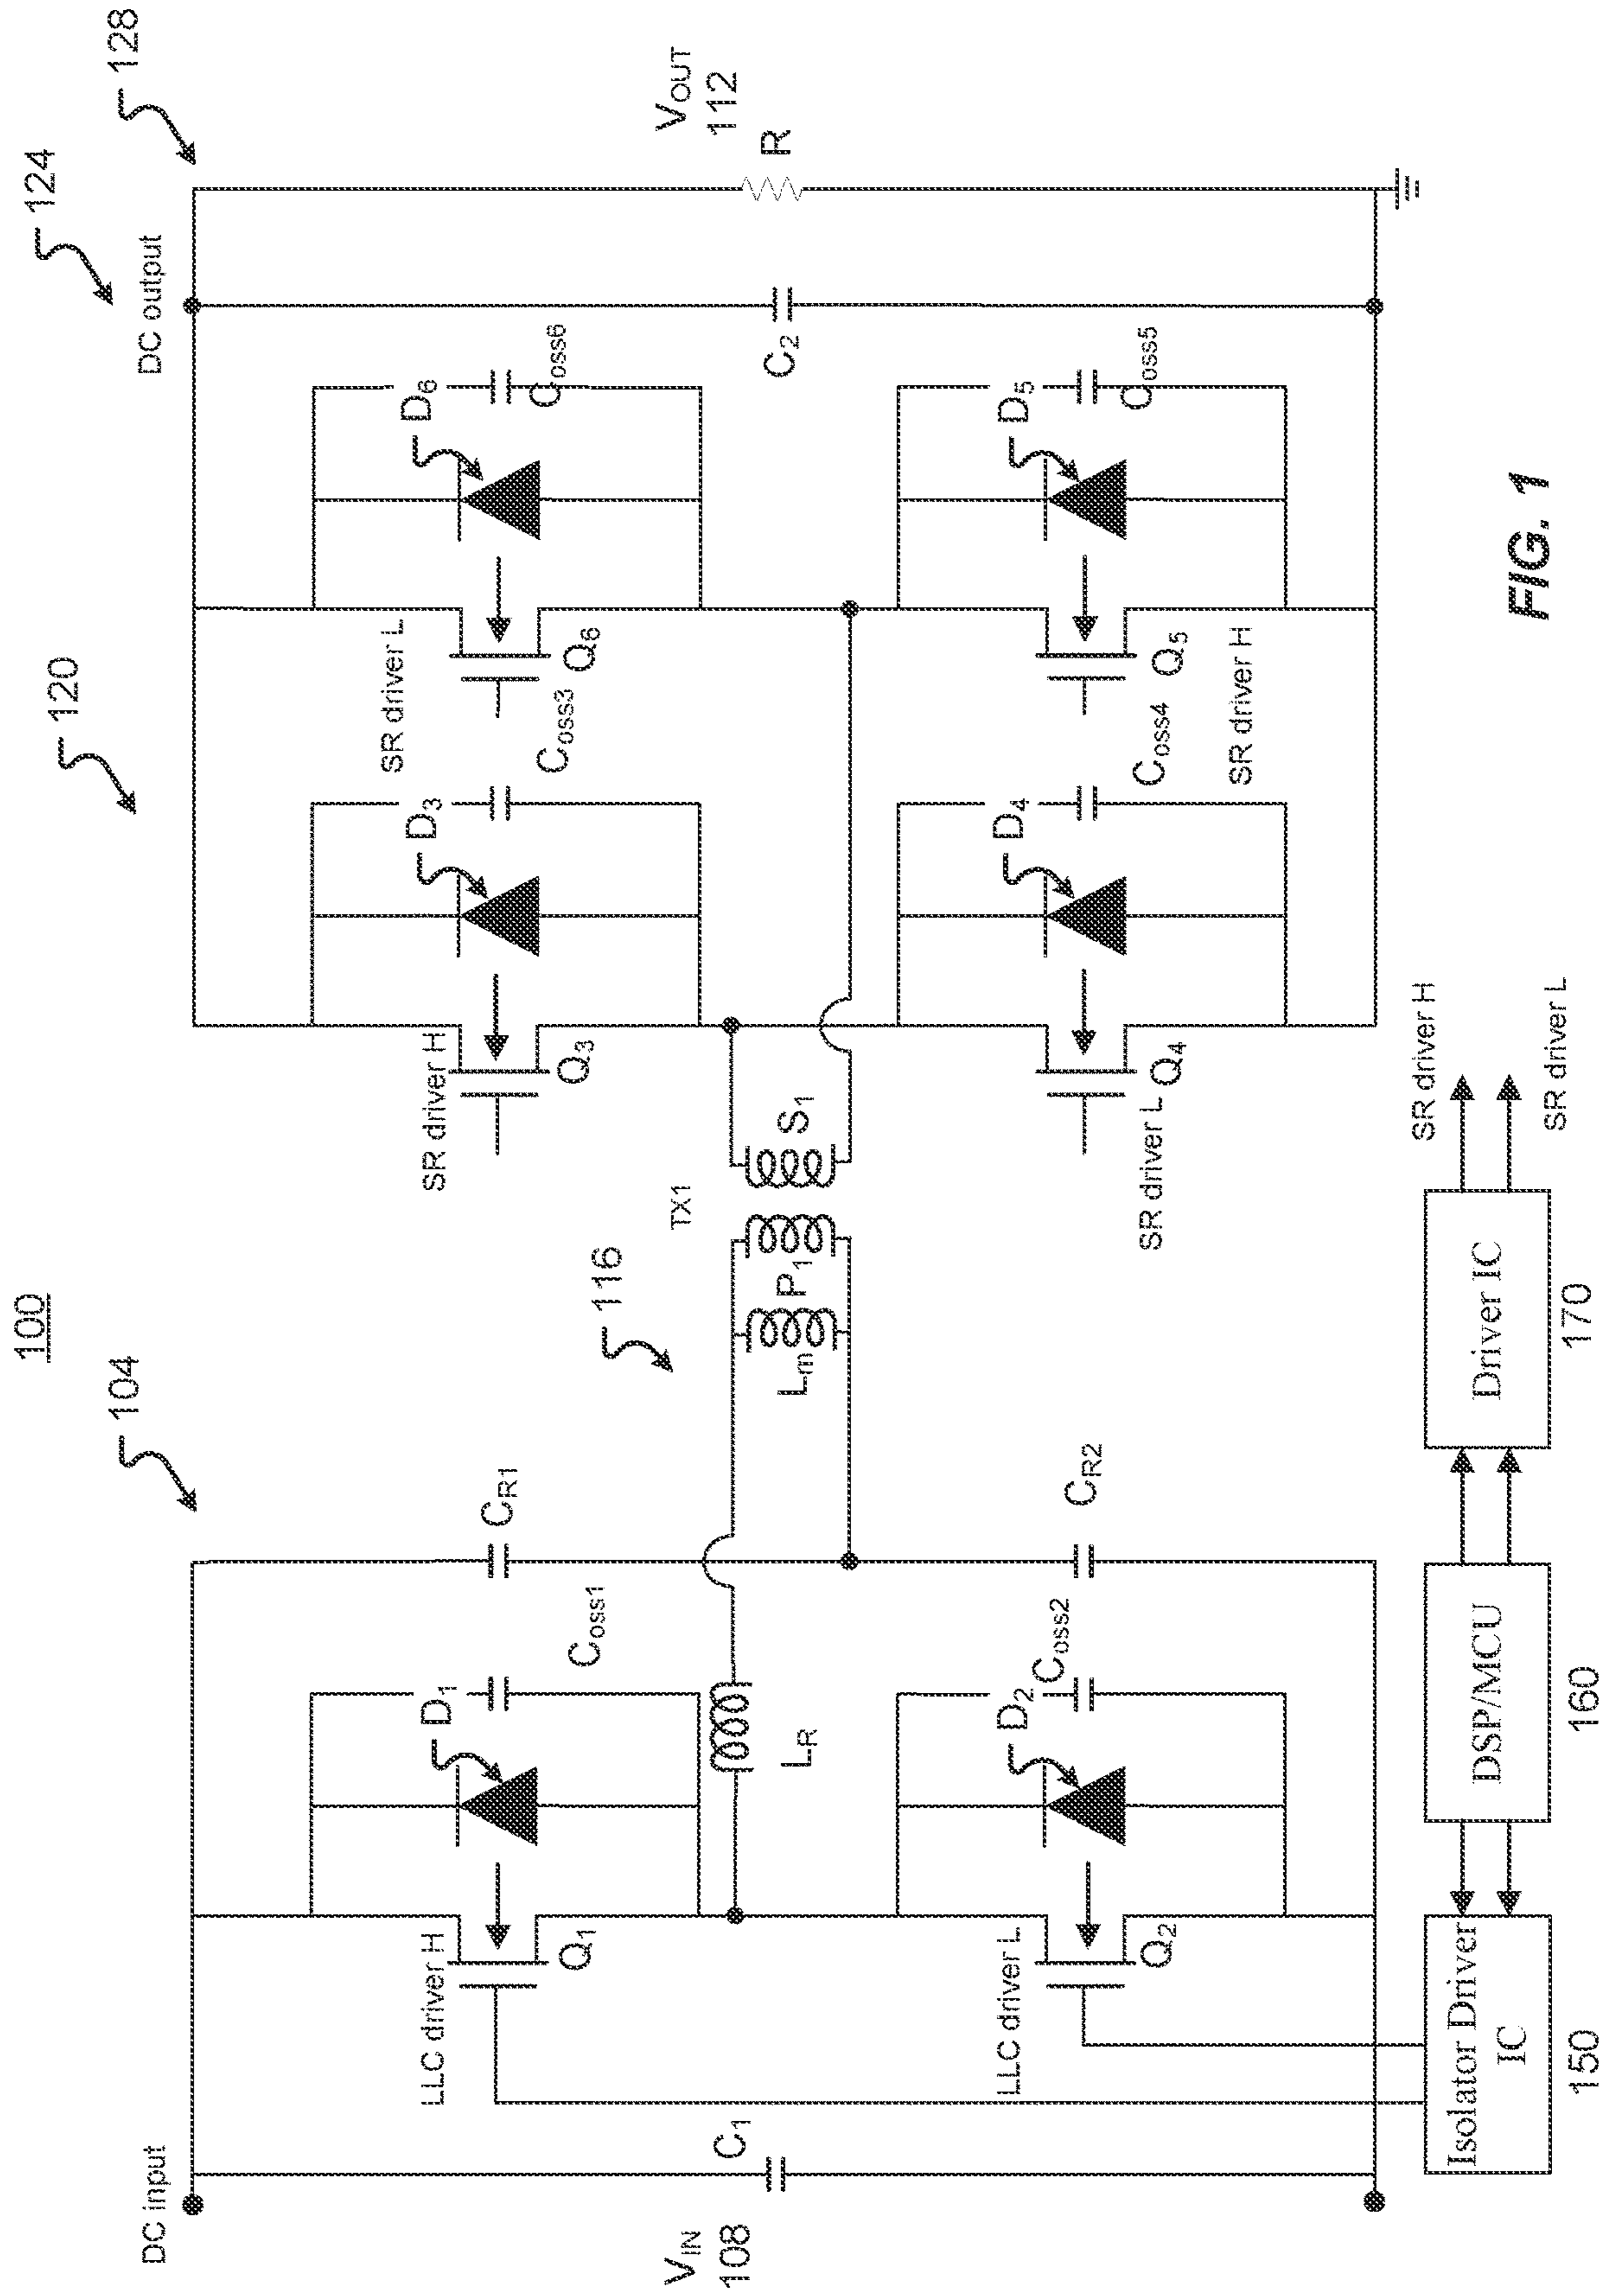 100
104
116
120
124
128
DC input
DC output
LLC driver H
Q1
D1
Coss1
CR1
SR driver H
Q3
D3
Coss3
SR driver L
Q6
D6
Coss6
VIN
108
C1
LR
Lm
P1
TX1
S1
C2
R
VOUT
112
LLC driver L
Q2
D2
Coss2
CR2
SR driver L
Q4
D4
Coss4
SR driver H
Q5
D5
Coss5
Isolator Driver
IC
150
DSP/MCU
160
Driver IC
170
SR driver H
SR driver L
FIG. 1